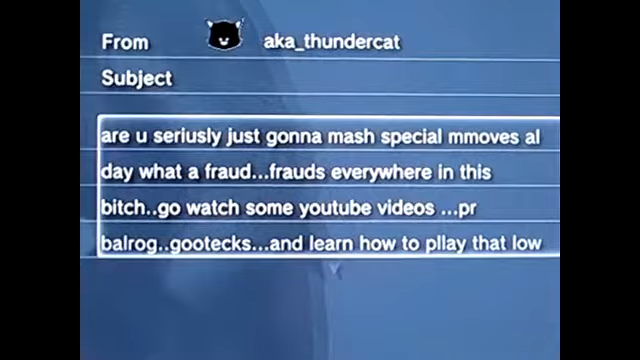 From aka_thundercat
Subject
are u seriusly just gonna mash special mmoves al
day what a fraud...frauds everywhere in this
bitch..go watch some youtube videos ...pr
balrog..gootecks...and learn how to pllay that low